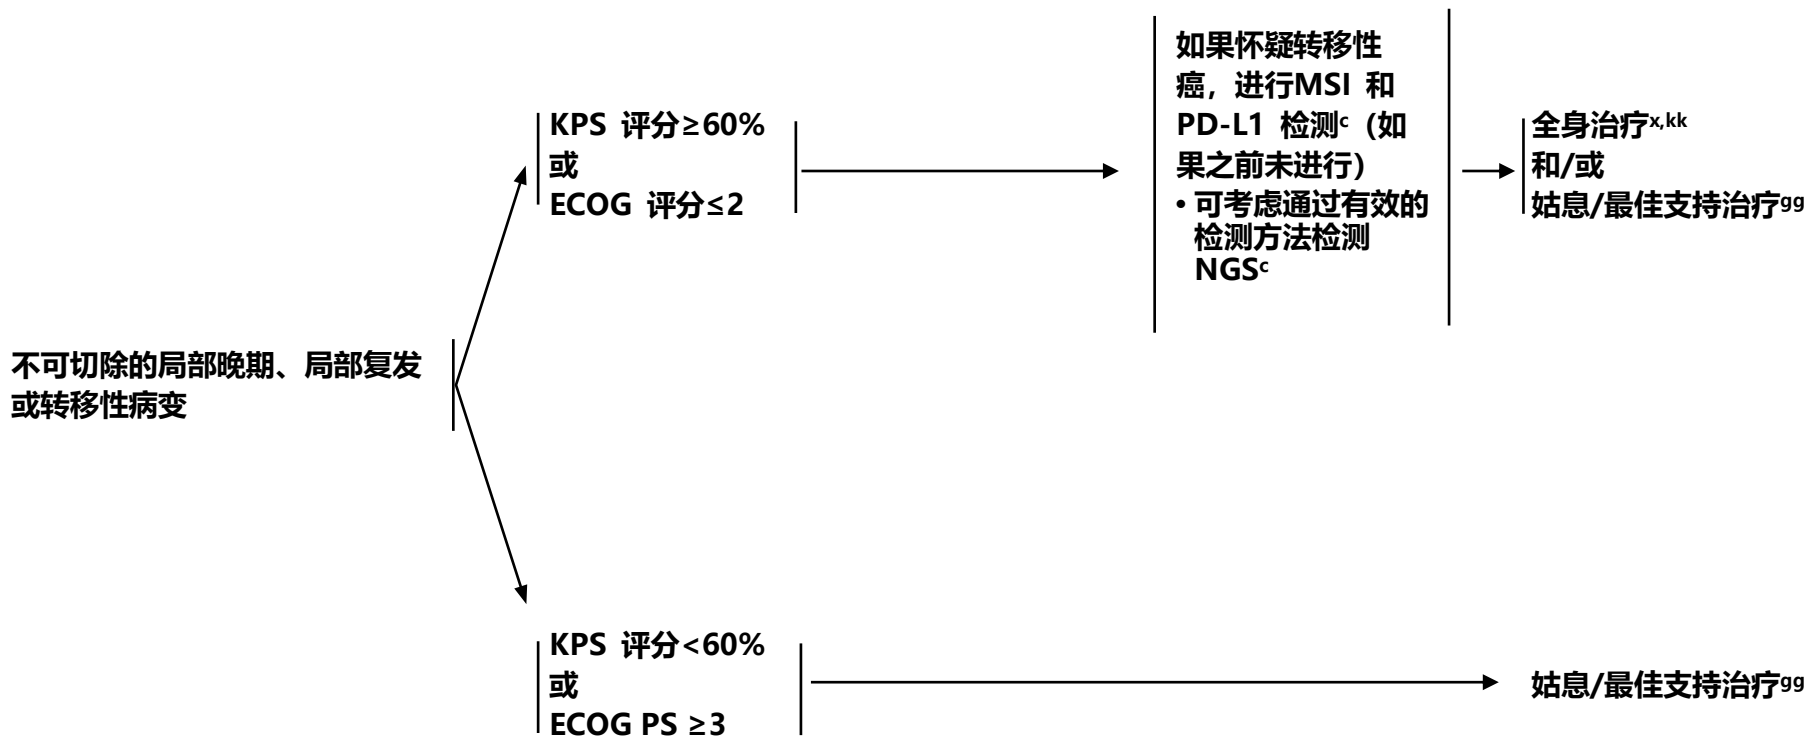 不可切除的局部晚期、局部复发
或转移性病变
KPS 评分≥60%
或
ECOG 评分≤2
如果怀疑转移性
癌，进行MSI 和
PD-L1 检测ᶜ（如
果之前未进行）
• 可考虑通过有效的
检测方法检测
NGSᶜ
全身治疗ˣ,ᵏᵏ
和/或
姑息/最佳支持治疗ᵍᵍ
KPS 评分<60%
或
ECOG PS ≥3
姑息/最佳支持治疗ᵍᵍ